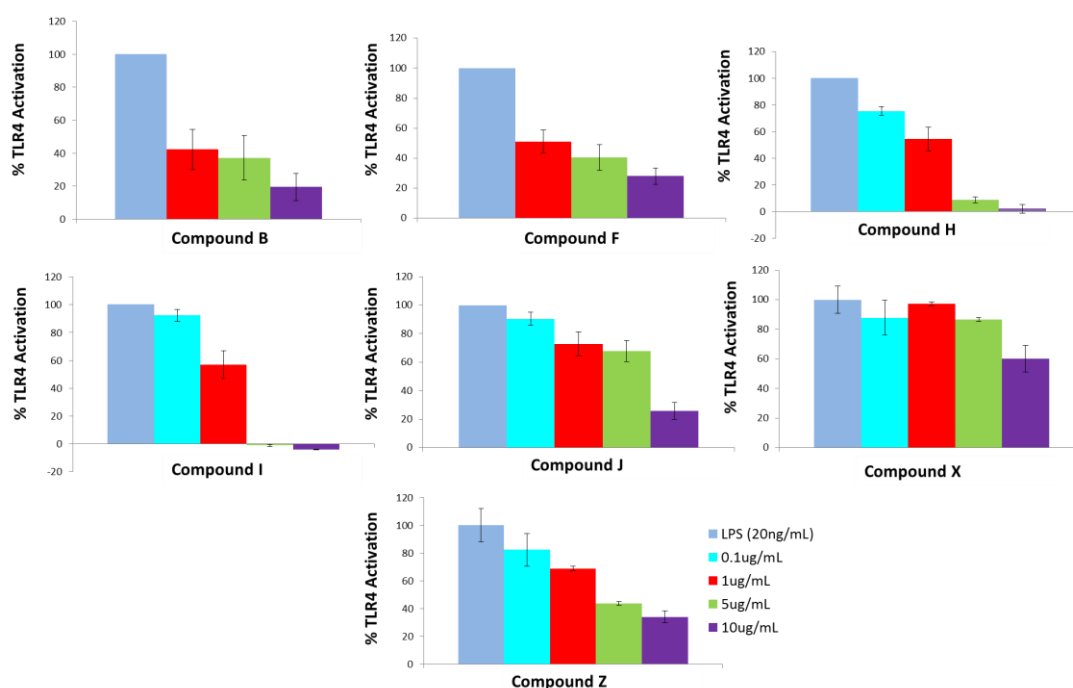 % TLR4 Activation
120
100
80
60
40
20
0
Compound B
% TLR4 Activation
120
100
80
60
40
20
0
Compound F
% TLR4 Activation
120
100
80
60
40
20
0
-20
Compound H
% TLR4 Activation
120
100
80
60
40
20
0
-20
Compound I
% TLR4 Activation
120
100
80
60
40
20
0
Compound J
% TLR4 Activation
120
100
80
60
40
20
0
Compound X
% TLR4 Activation
120
100
80
60
40
20
0
Compound Z
LPS (20ng/mL)
0.1ug/mL
1ug/mL
5ug/mL
10ug/mL